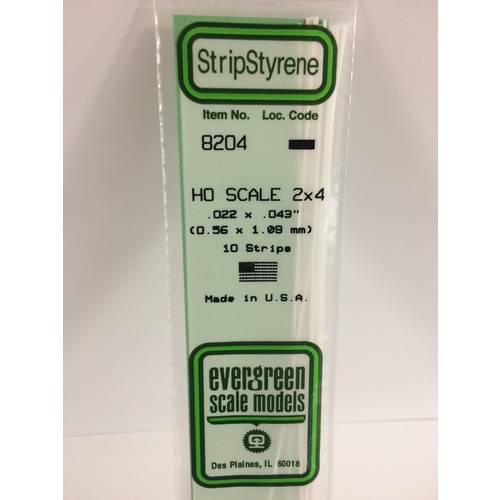 StripStyrene
Item No. Loc. Code
8204
HO SCALE 2x4
.022 x .043"
(0.56 x 1.09 mm)
10 Strips
Made in U.S.A.
evergreen
scale models
Des Plaines, IL 60018